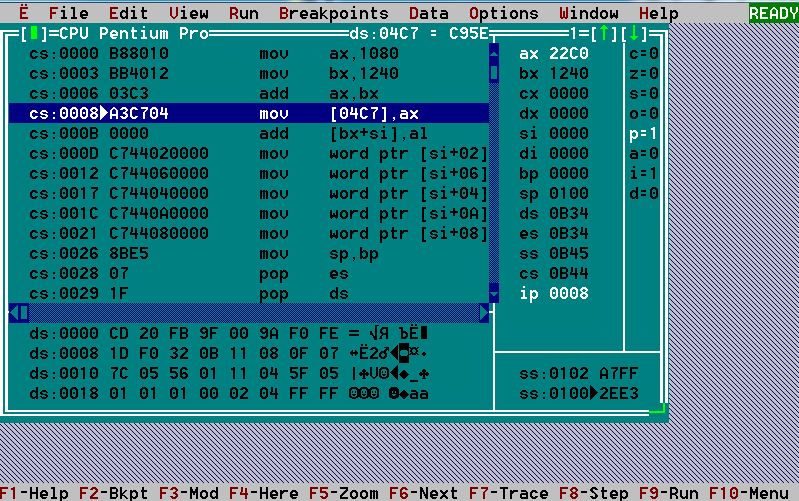 Ë File Edit View Run Breakpoints Data Options Window Help READY
[▮]=CPU Pentium Pro ds:04C7 = C95E 1=[↑][↓]
cs:0000 B88010 mov ax,1080 ax 22C0 c=0
cs:0003 BB4012 mov bx,1240 bx 1240 z=0
cs:0006 03C3 add ax,bx cx 0000 s=0
cs:0008▶A3C704 mov [04C7],ax dx 0000 o=0
cs:000B 0000 add [bx+si],al si 0000 p=1
cs:000D C744020000 mov word ptr [si+02] di 0000 a=0
cs:0012 C744060000 mov word ptr [si+06] bp 0000 i=1
cs:0017 C744040000 mov word ptr [si+04] sp 0100 d=0
cs:001C C7440A0000 mov word ptr [si+0A] ds 0B34
cs:0021 C744080000 mov word ptr [si+08] es 0B34
cs:0026 8BE5 mov sp,bp ss 0B45
cs:0028 07 pop es cs 0B44
cs:0029 1F pop ds ip 0008
ds:0000 CD 20 FB 9F 00 9A F0 FE = √Я ЪЁ■
ds:0008 1D F0 32 0B 11 08 0F 07 ↔Ё2♂◄◘¤•
ds:0010 7C 05 56 01 11 04 5F 05 |♣V☺◄♦_♣ ss:0102 A7FF
ds:0018 01 01 01 00 02 04 FF FF ☺☺☺ ☻♦aa ss:0100▶2EE3
F1-Help F2-Bkpt F3-Mod F4-Here F5-Zoom F6-Next F7-Trace F8-Step F9-Run F10-Menu